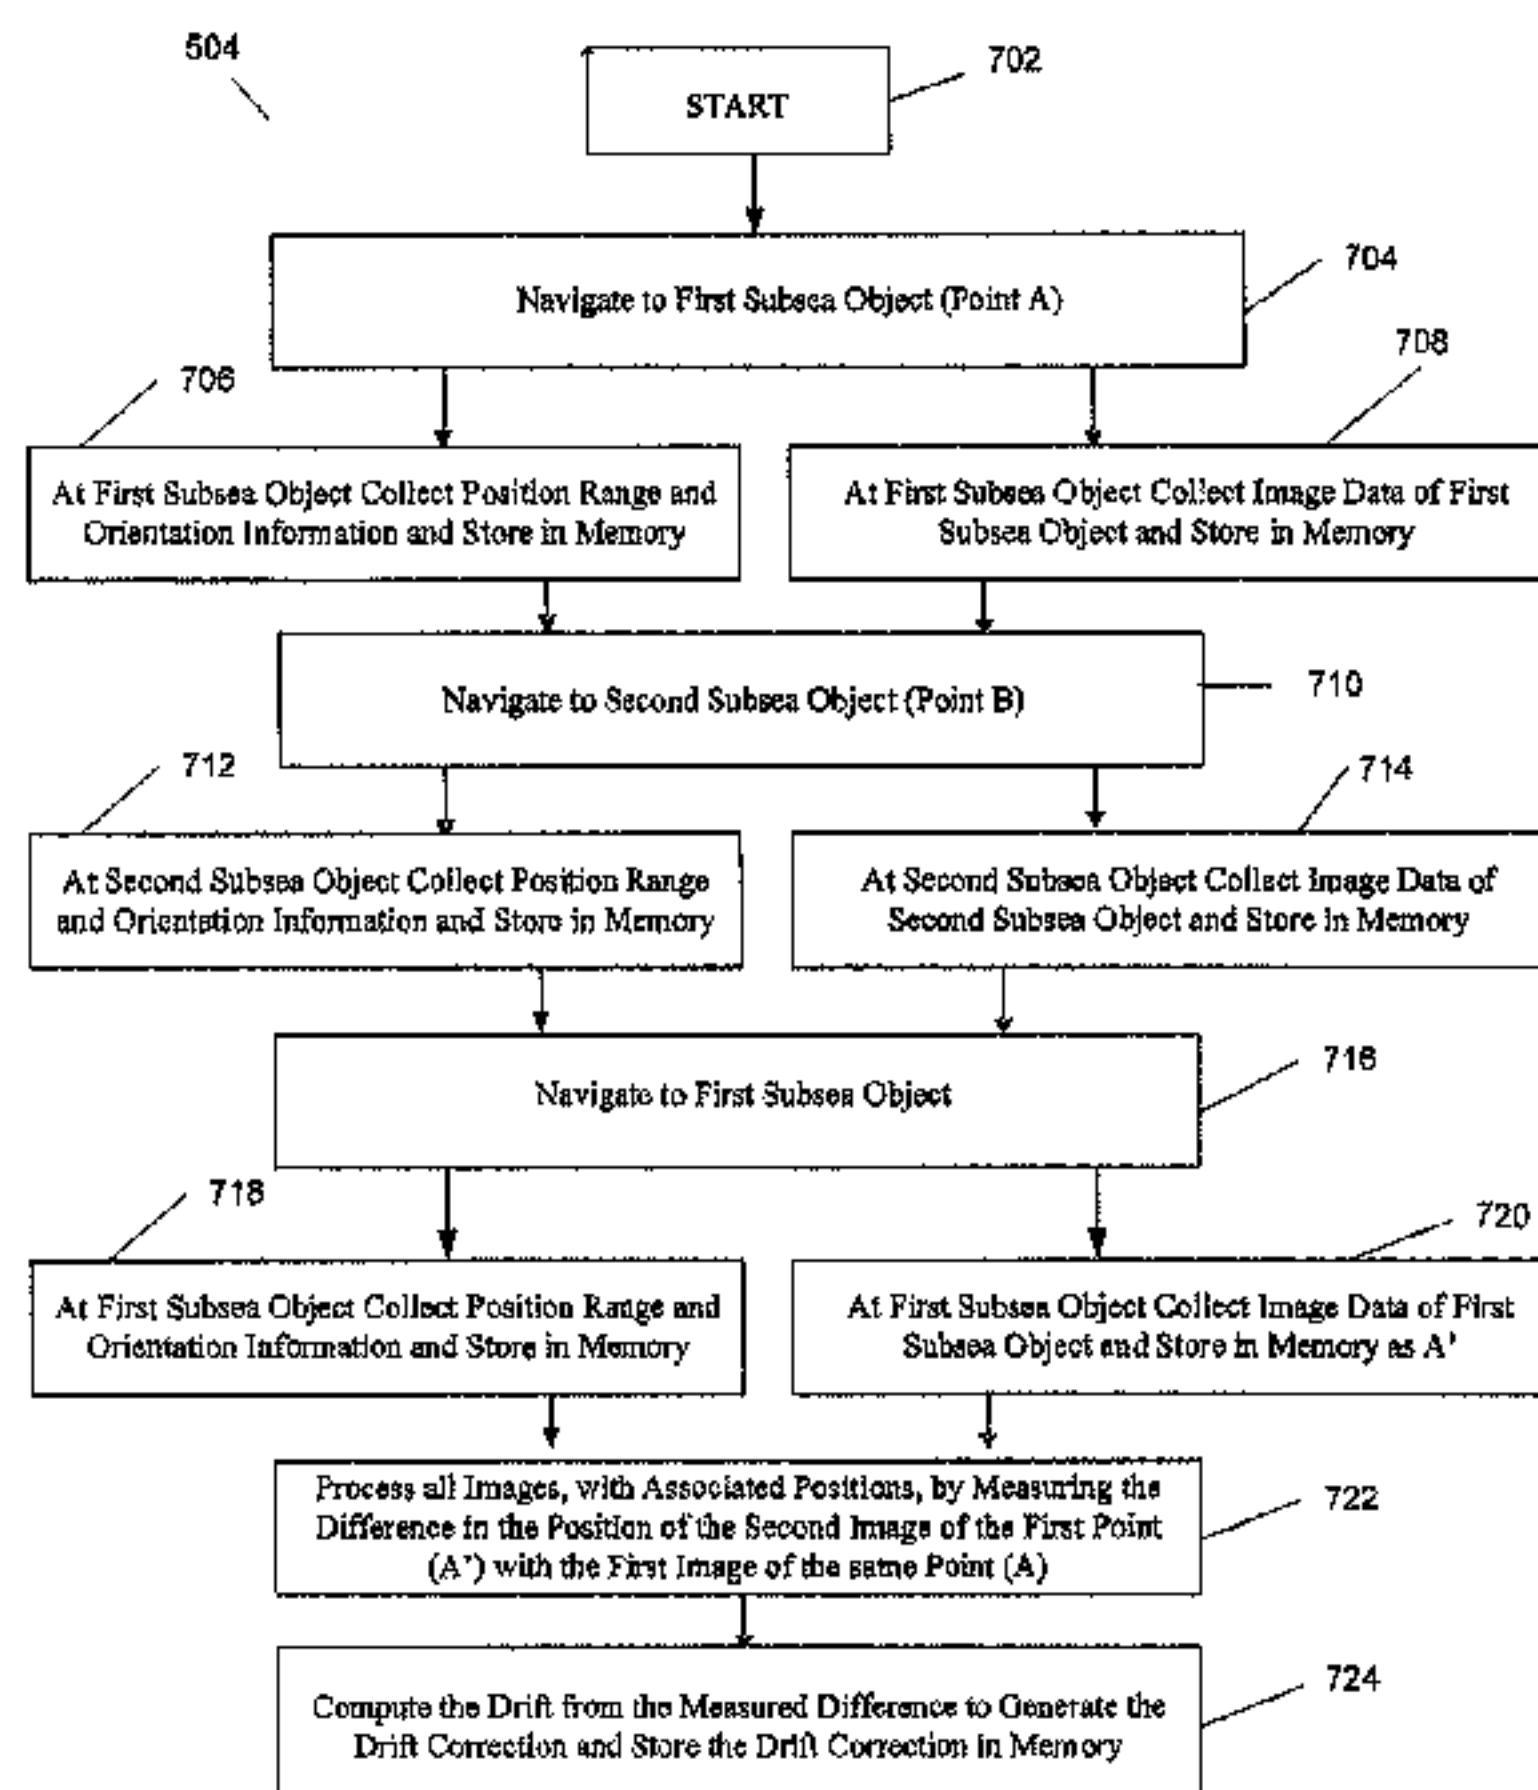 504
702
START
704
Navigate to First Subsea Object (Point A)
706
708
At First Subsea Object Collect Position Range and
Orientation Information and Store in Memory
At First Subsea Object Collect Image Data of First
Subsea Object and Store in Memory
Navigate to Second Subsea Object (Point B)
710
712
714
At Second Subsea Object Collect Position Range
and Orientation Information and Store in Memory
At Second Subsea Object Collect Image Data of
Second Subsea Object and Store in Memory
Navigate to First Subsea Object
716
718
720
At First Subsea Object Collect Position Range and
Orientation Information and Store in Memory
At First Subsea Object Collect Image Data of First
Subsea Object and Store in Memory as A'
Process all Images, with Associated Positions, by Measuring the
Difference in the Position of the Second Image of the First Point
(A') with the First Image of the same Point (A)
722
Compute the Drift from the Measured Difference to Generate the
Drift Correction and Store the Drift Correction in Memory
724